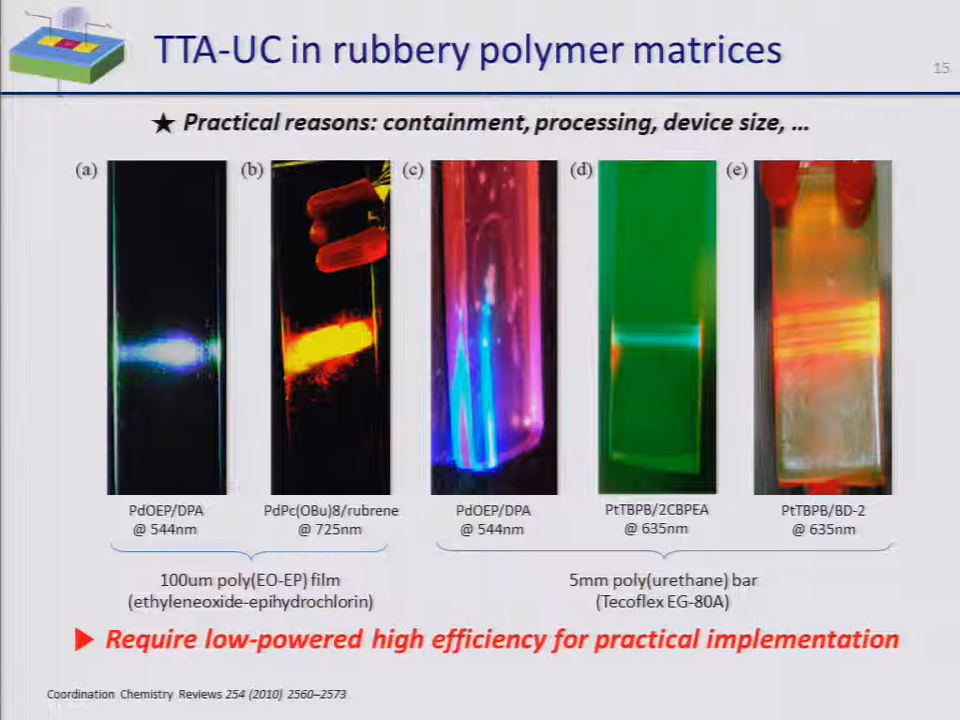 TTA-UC in rubbery polymer matrices
15
★ Practical reasons: containment, processing, device size, ...
(a) (b) (c) (d) (e)
PdOEP/DPA
@ 544nm
PdPc(OBu)8/rubrene
@ 725nm
PdOEP/DPA
@ 544nm
PtTBPB/2CBPEA
@ 635nm
PtTBPB/BD-2
@ 635nm
100um poly(EO-EP) film
(ethyleneoxide-epihydrochlorin)
5mm poly(urethane) bar
(Tecoflex EG-80A)
Require low-powered high efficiency for practical implementation
Coordination Chemistry Reviews 254 (2010) 2560–2573